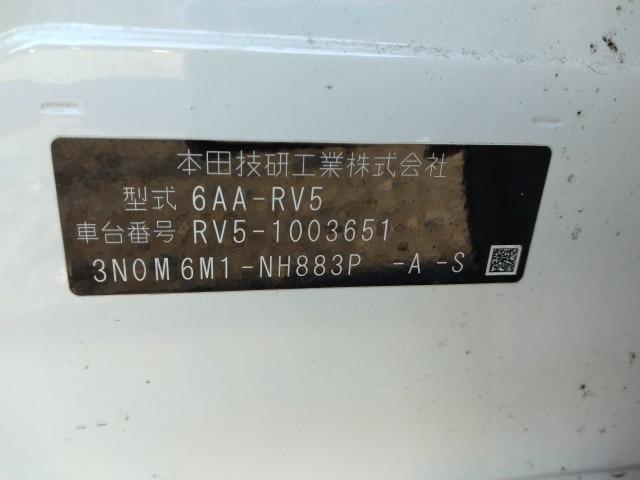 本田技研工業株式会社
型式 6AA-RV5
車台番号 RV5-1003651
3N0M6M1-NH883P -A-S